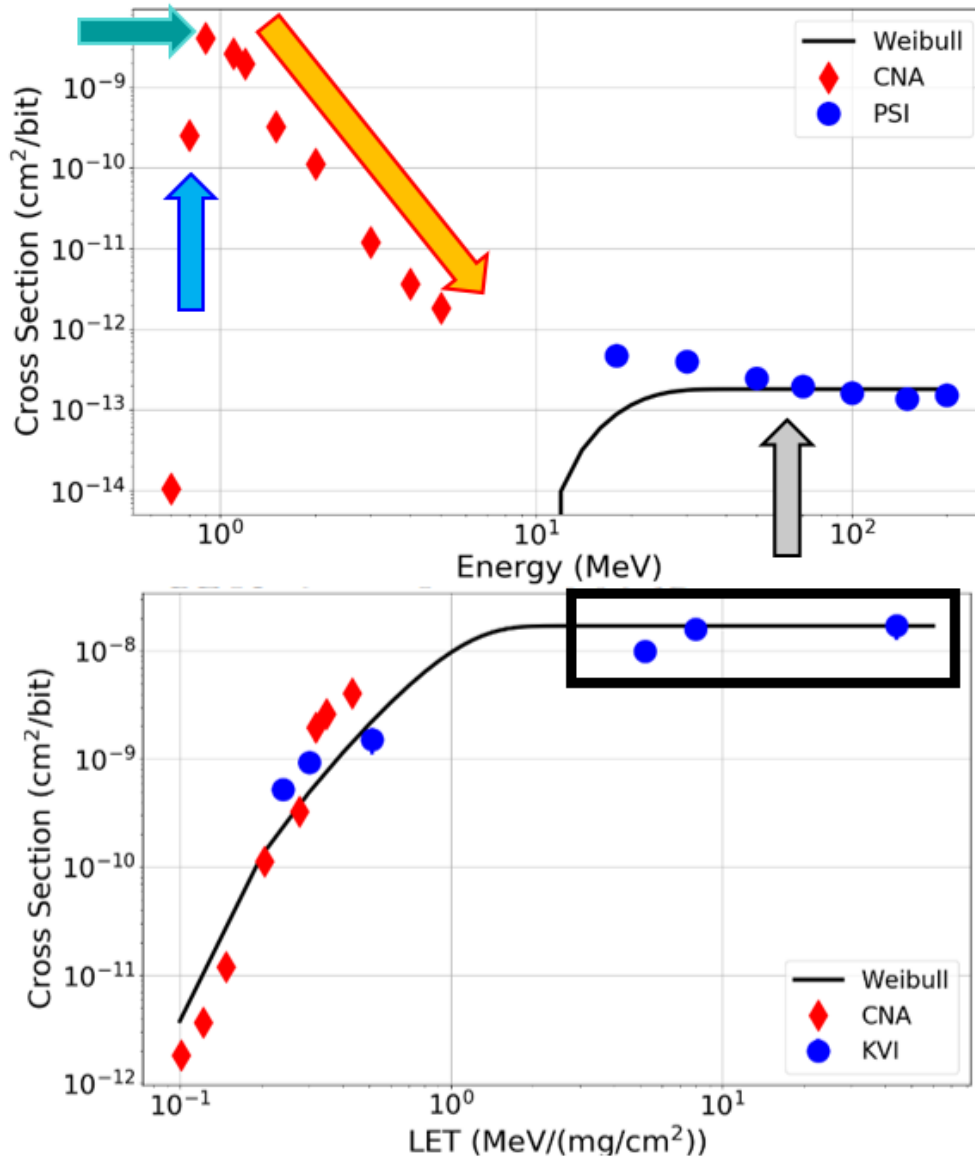 Cross Section (cm²/bit)
10⁻⁹
10⁻¹⁰
10⁻¹¹
10⁻¹²
10⁻¹³
10⁻¹⁴
Weibull
CNA
PSI
10⁰
10¹
10²
Energy (MeV)
Cross Section (cm²/bit)
10⁻⁸
10⁻⁹
10⁻¹⁰
10⁻¹¹
10⁻¹²
Weibull
CNA
KVI
10⁻¹
10⁰
10¹
LET (MeV/(mg/cm²))